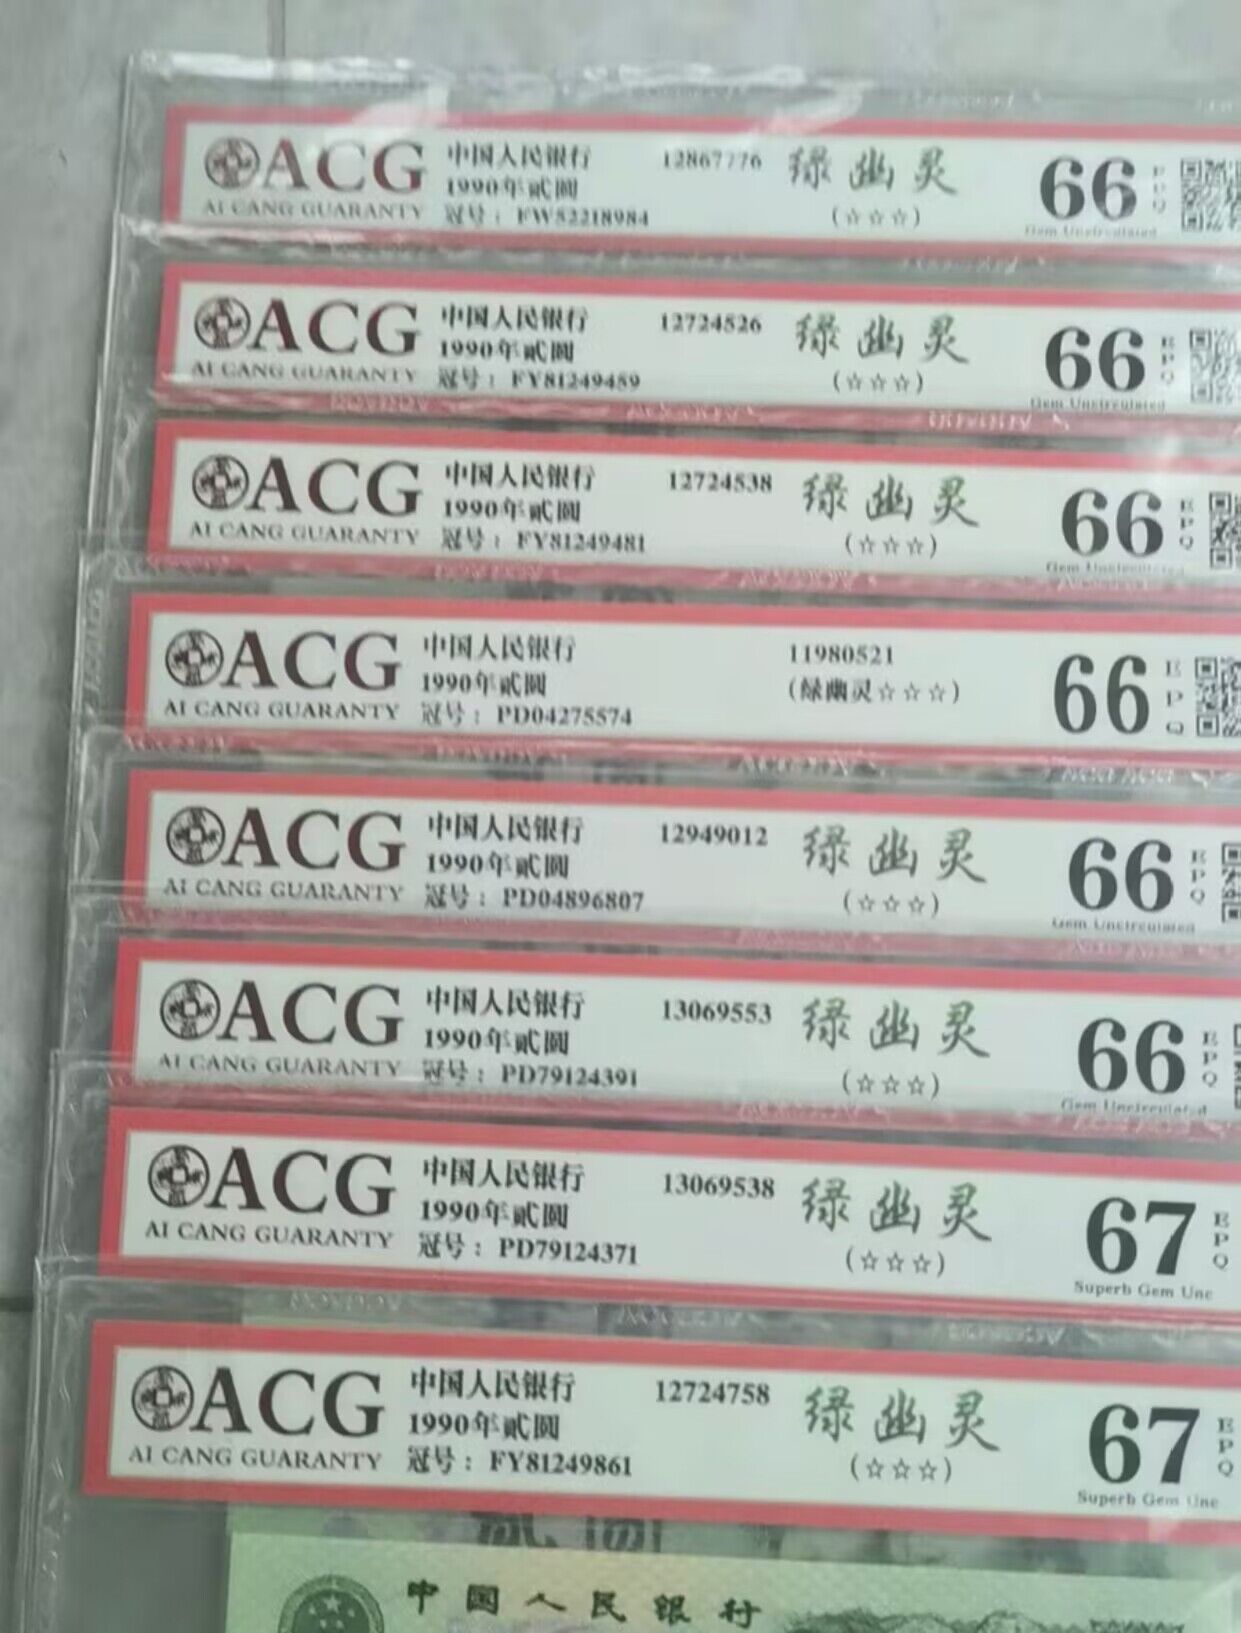 ACG 中国人民银行 12867776 绿幽灵 66
1990年贰圆
AI CANG GUARANTY 冠号：FW52218984 (☆☆☆)
Gem Uncirculated
ACG 中国人民银行 12724526 绿幽灵 66 EPQ
1990年贰圆
AI CANG GUARANTY 冠号：FY81249459 (☆☆☆)
Gem Uncirculated
ACG 中国人民银行 12724538 绿幽灵 66 EPQ
1990年贰圆
AI CANG GUARANTY 冠号：FY81249481 (☆☆☆)
Gem Uncirculated
ACG 中国人民银行 11980521 66 EPQ
1990年贰圆 (绿幽灵☆☆☆)
AI CANG GUARANTY 冠号：PD04275574
ACG 中国人民银行 12949012 绿幽灵 66 EPQ
1990年贰圆
AI CANG GUARANTY 冠号：PD04896807 (☆☆☆)
Gem Uncirculated
ACG 中国人民银行 13069553 绿幽灵 66 EPQ
1990年贰圆
AI CANG GUARANTY 冠号：PD79124391 (☆☆☆)
Gem Uncirculated
ACG 中国人民银行 13069538 绿幽灵 67 EPQ
1990年贰圆
AI CANG GUARANTY 冠号：PD79124371 (☆☆☆)
Superb Gem Unc
ACG 中国人民银行 12724758 绿幽灵 67 EPQ
1990年贰圆
AI CANG GUARANTY 冠号：FY81249861 (☆☆☆)
Superb Gem Unc
中国人民银行